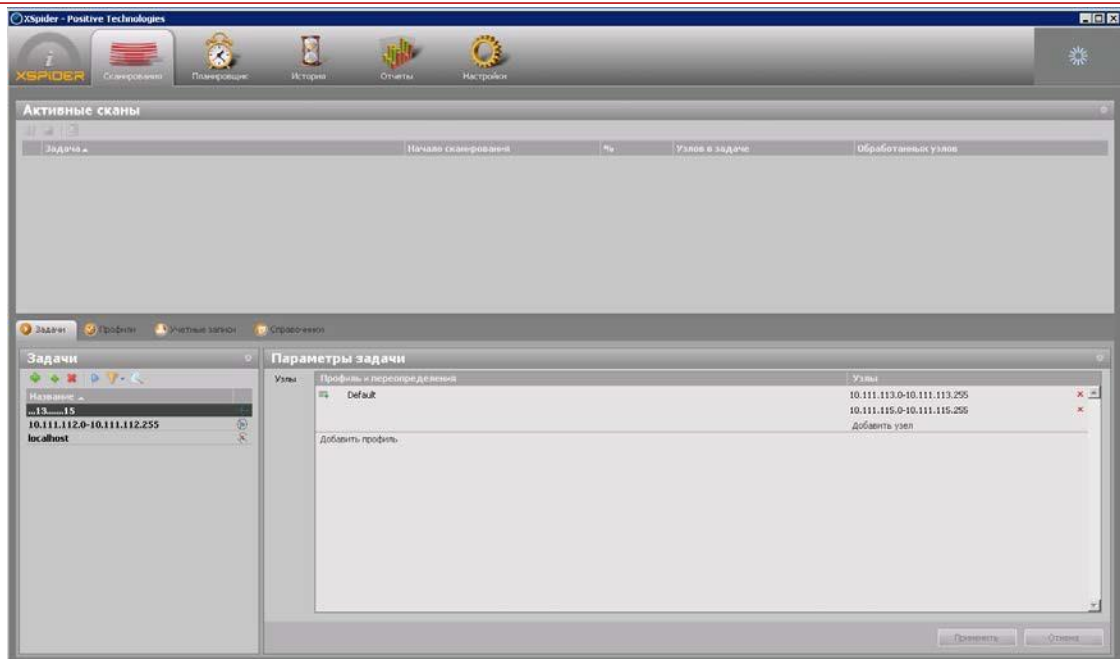 XSpider - Positive Technologies
XSPIDER
Сканирование
Планировщик
История
Отчеты
Настройки
Активные сканы
Задача
Начало сканирования
%
Узлов в задаче
Обработанных узлов
Задачи
Профили
Учетные записи
Справочники
Задачи
Название
...13......15
10.111.112.0-10.111.112.255
localhost
Параметры задачи
Узлы
Профиль и переопределения
Узлы
Default
10.111.113.0-10.111.113.255
10.111.115.0-10.111.115.255
Добавить узел
Добавить профиль
Применить
Отмена